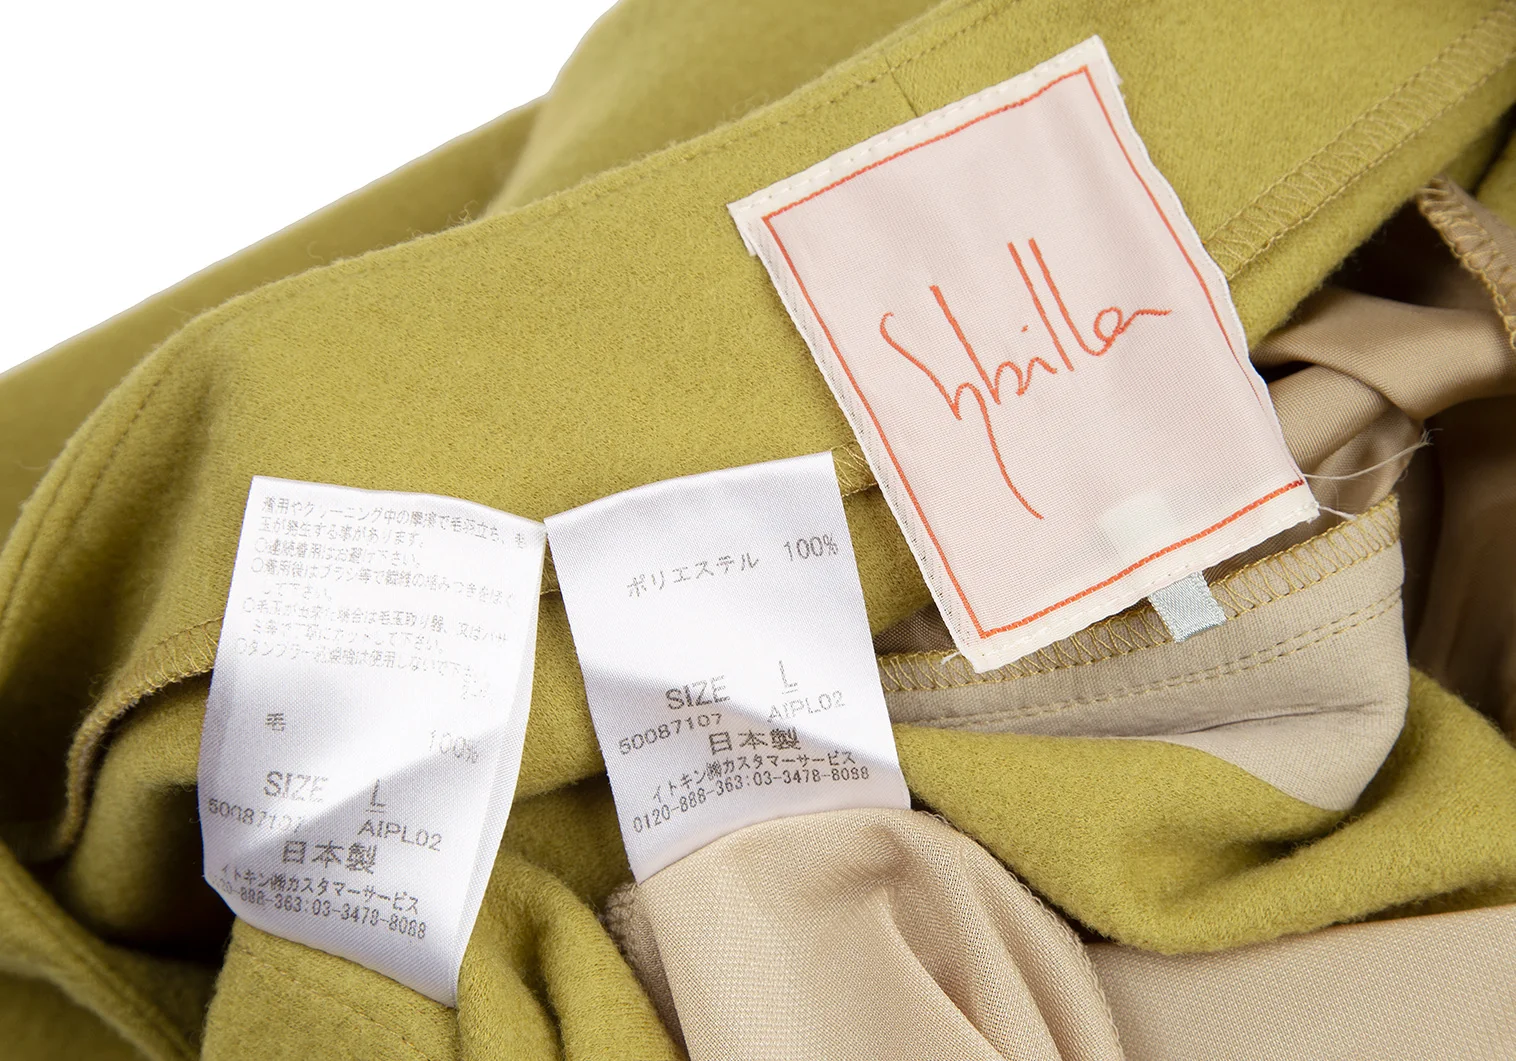 Sybilla
着用やクリーニング中の摩擦で毛羽立ち、毛
玉が発生する事があります。
○連続着用はお避け下さい。
○着用後はブラシ等で繊維の絡みつきをほぐ
して下さい。
○毛玉が出来た場合は毛玉取り器、又はハサ
ミ等で丁寧にカットして下さい。
○タンブラー乾燥機は使用しないで下さ
い。
毛
100%
SIZE L
50087107 AIPL02
日本製
イトキン㈱カスタマーサービス
0120-888-363:03-3478-8088
ポリエステル 100%
SIZE L
50087107 AIPL02
日本製
イトキン㈱カスタマーサービス
0120-888-363:03-3478-8088